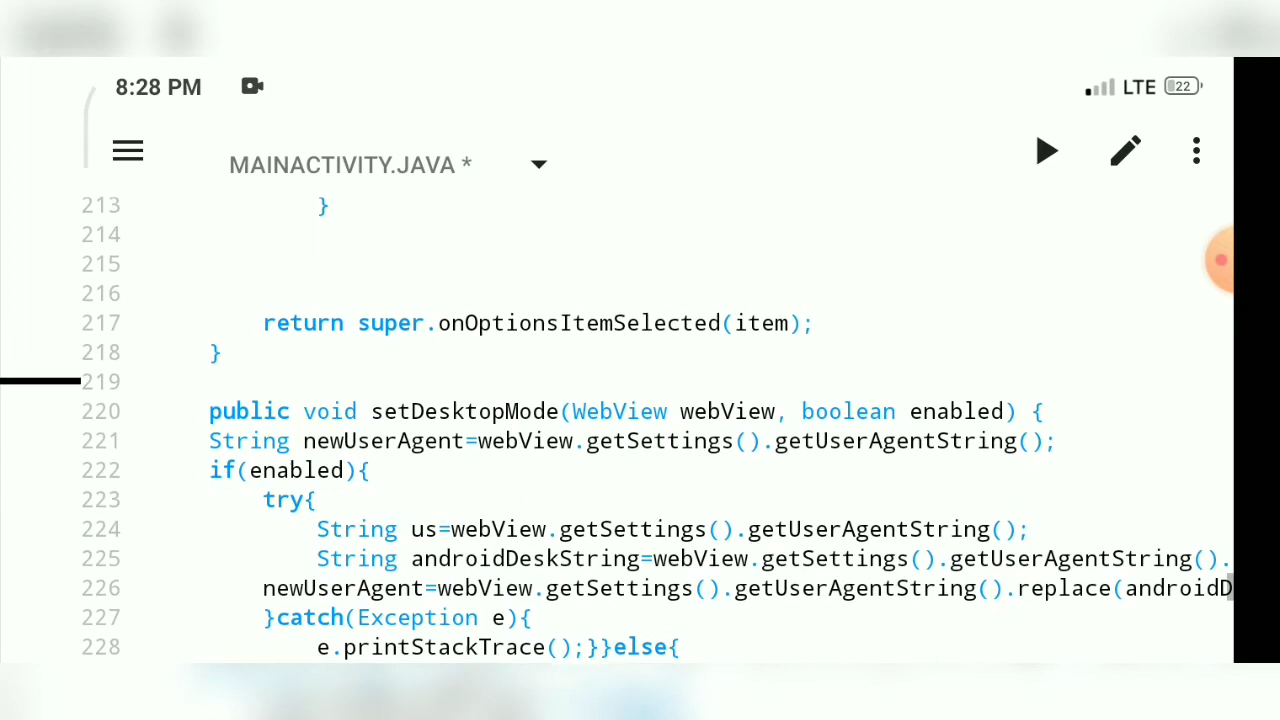 8:28 PM LTE 22
MAINACTIVITY.JAVA *
213 }
214
215
216
217 return super.onOptionsItemSelected(item);
218 }
219
220 public void setDesktopMode(WebView webView, boolean enabled) {
221 String newUserAgent=webView.getSettings().getUserAgentString();
222 if(enabled){
223 try{
224 String us=webView.getSettings().getUserAgentString();
225 String androidDeskString=webView.getSettings().getUserAgentString().
226 newUserAgent=webView.getSettings().getUserAgentString().replace(androidD
227 }catch(Exception e){
228 e.printStackTrace();}}else{